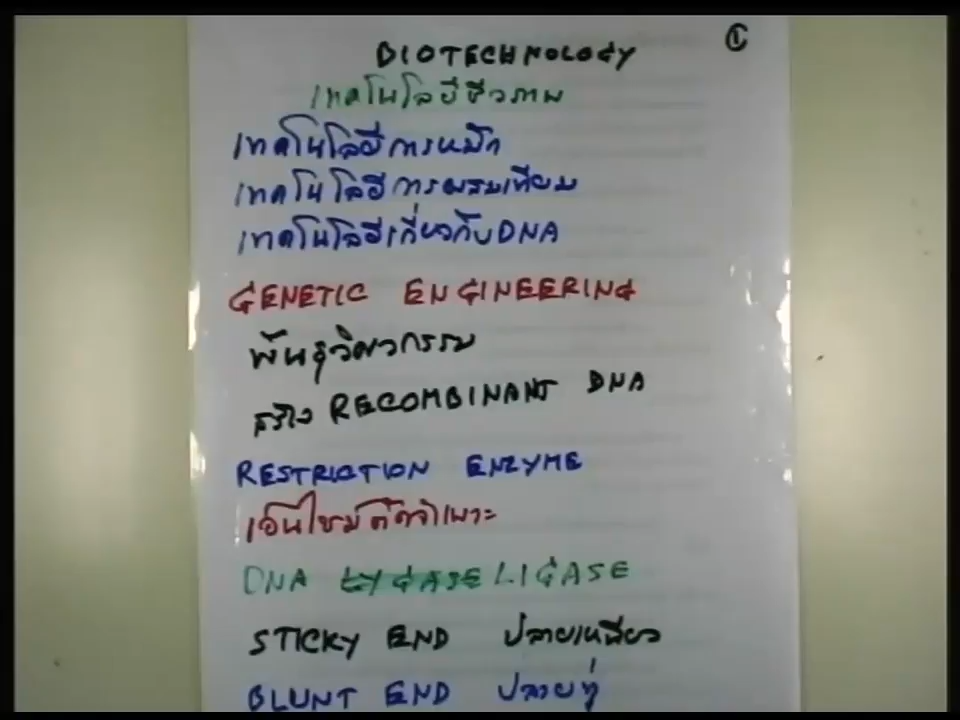 ①
BIOTECHNOLOGY
เทคโนโลยีชีวภาพ
เทคโนโลยีการหมัก
เทคโนโลยีการผสมเทียม
เทคโนโลยีเกี่ยวกับDNA
GENETIC ENGINEERING
พันธุวิศวกรรม
สร้าง RECOMBINANT DNA
RESTRICTION ENZYME
เอนไซม์ตัดจำเพาะ
DNA LYGASE LIGASE
STICKY END ปลายเหนียว
BLUNT END ปลายทู่